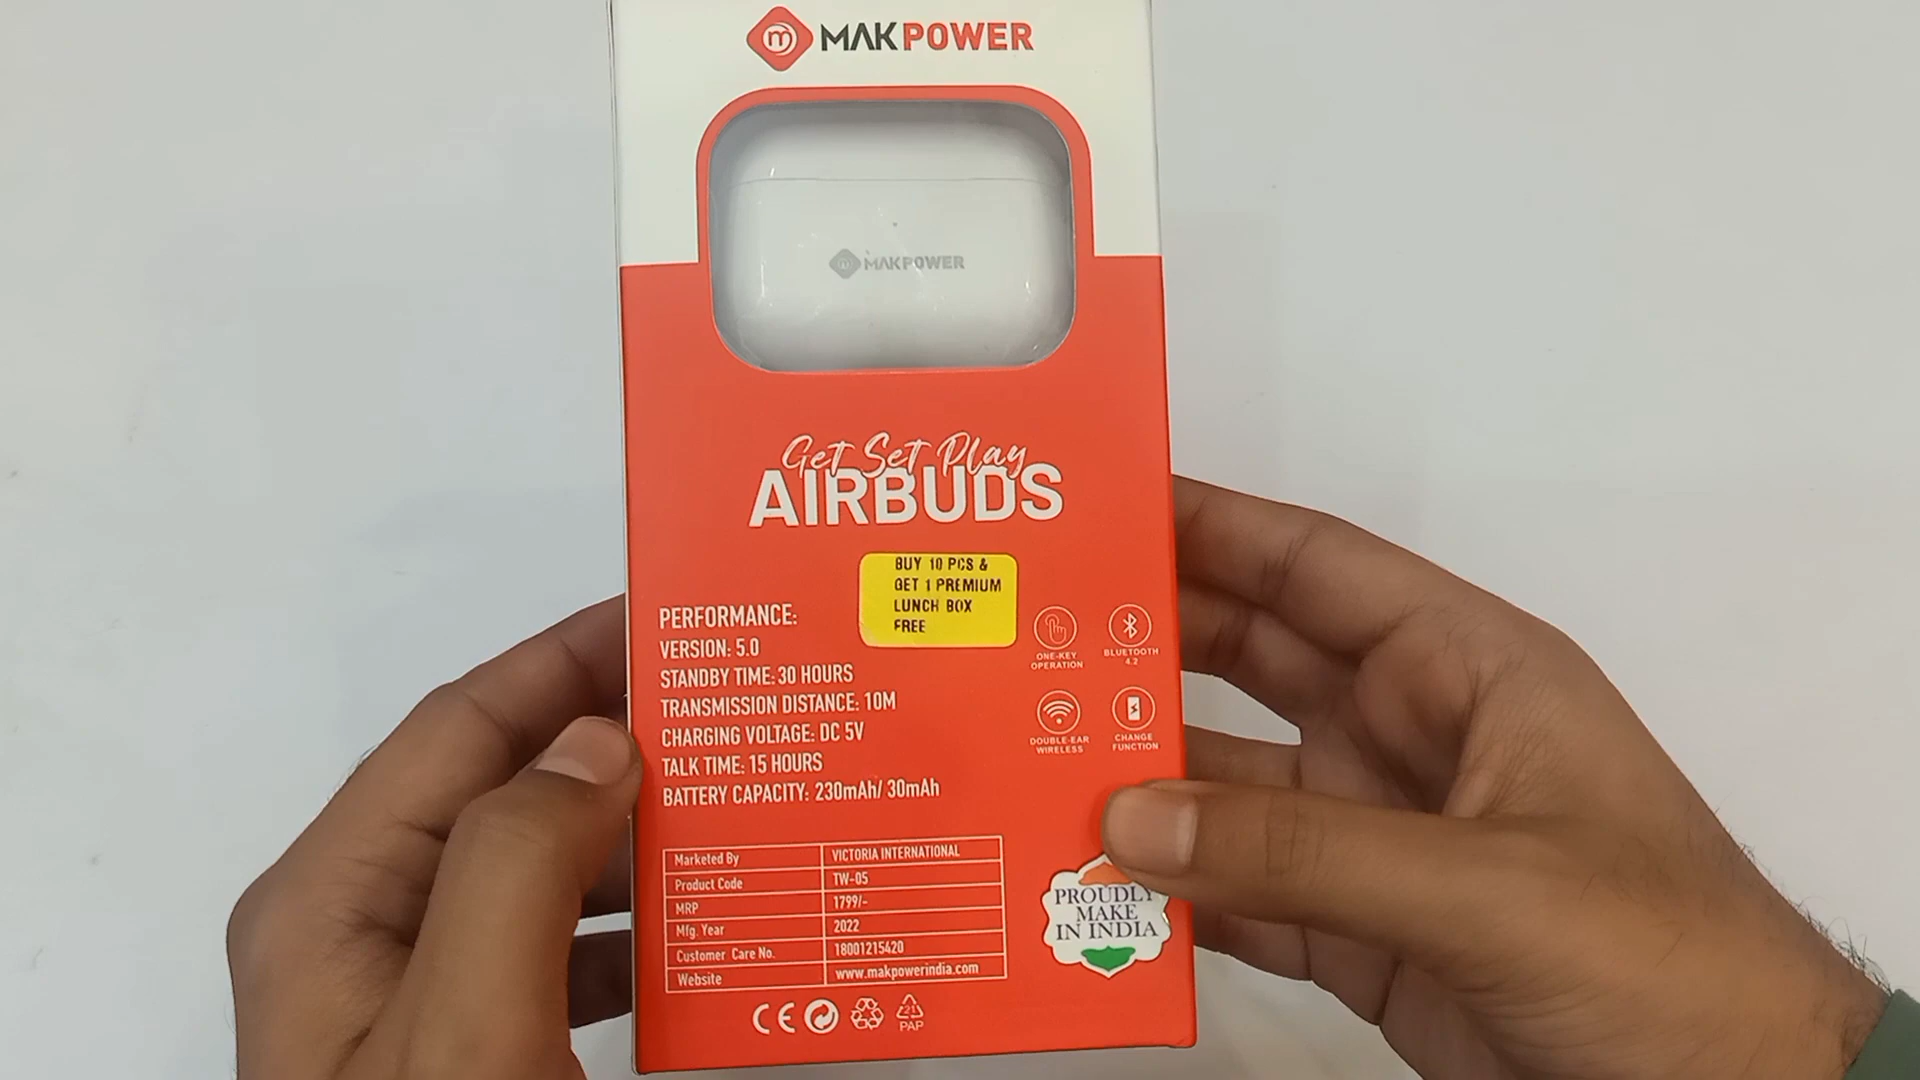 MAKPOWER
MAKPOWER
Get Set Play
AIRBUDS
BUY 10 PCS &
GET 1 PREMIUM
LUNCH BOX
FREE
PERFORMANCE:
VERSION: 5.0
STANDBY TIME: 30 HOURS
TRANSMISSION DISTANCE: 10M
CHARGING VOLTAGE: DC 5V
TALK TIME: 15 HOURS
BATTERY CAPACITY: 230mAh/ 30mAh
ONE-KEY
OPERATION
BLUETOOTH
4.2
DOUBLE-EAR
WIRELESS
CHANGE
FUNCTION
Marketed By VICTORIA INTERNATIONAL
Product Code TW-05
MRP 1799/-
Mfg. Year 2022
Customer Care No. 18001215420
Website www.makpowerindia.com
PROUDLY
MAKE
IN INDIA
CE
21
PAP